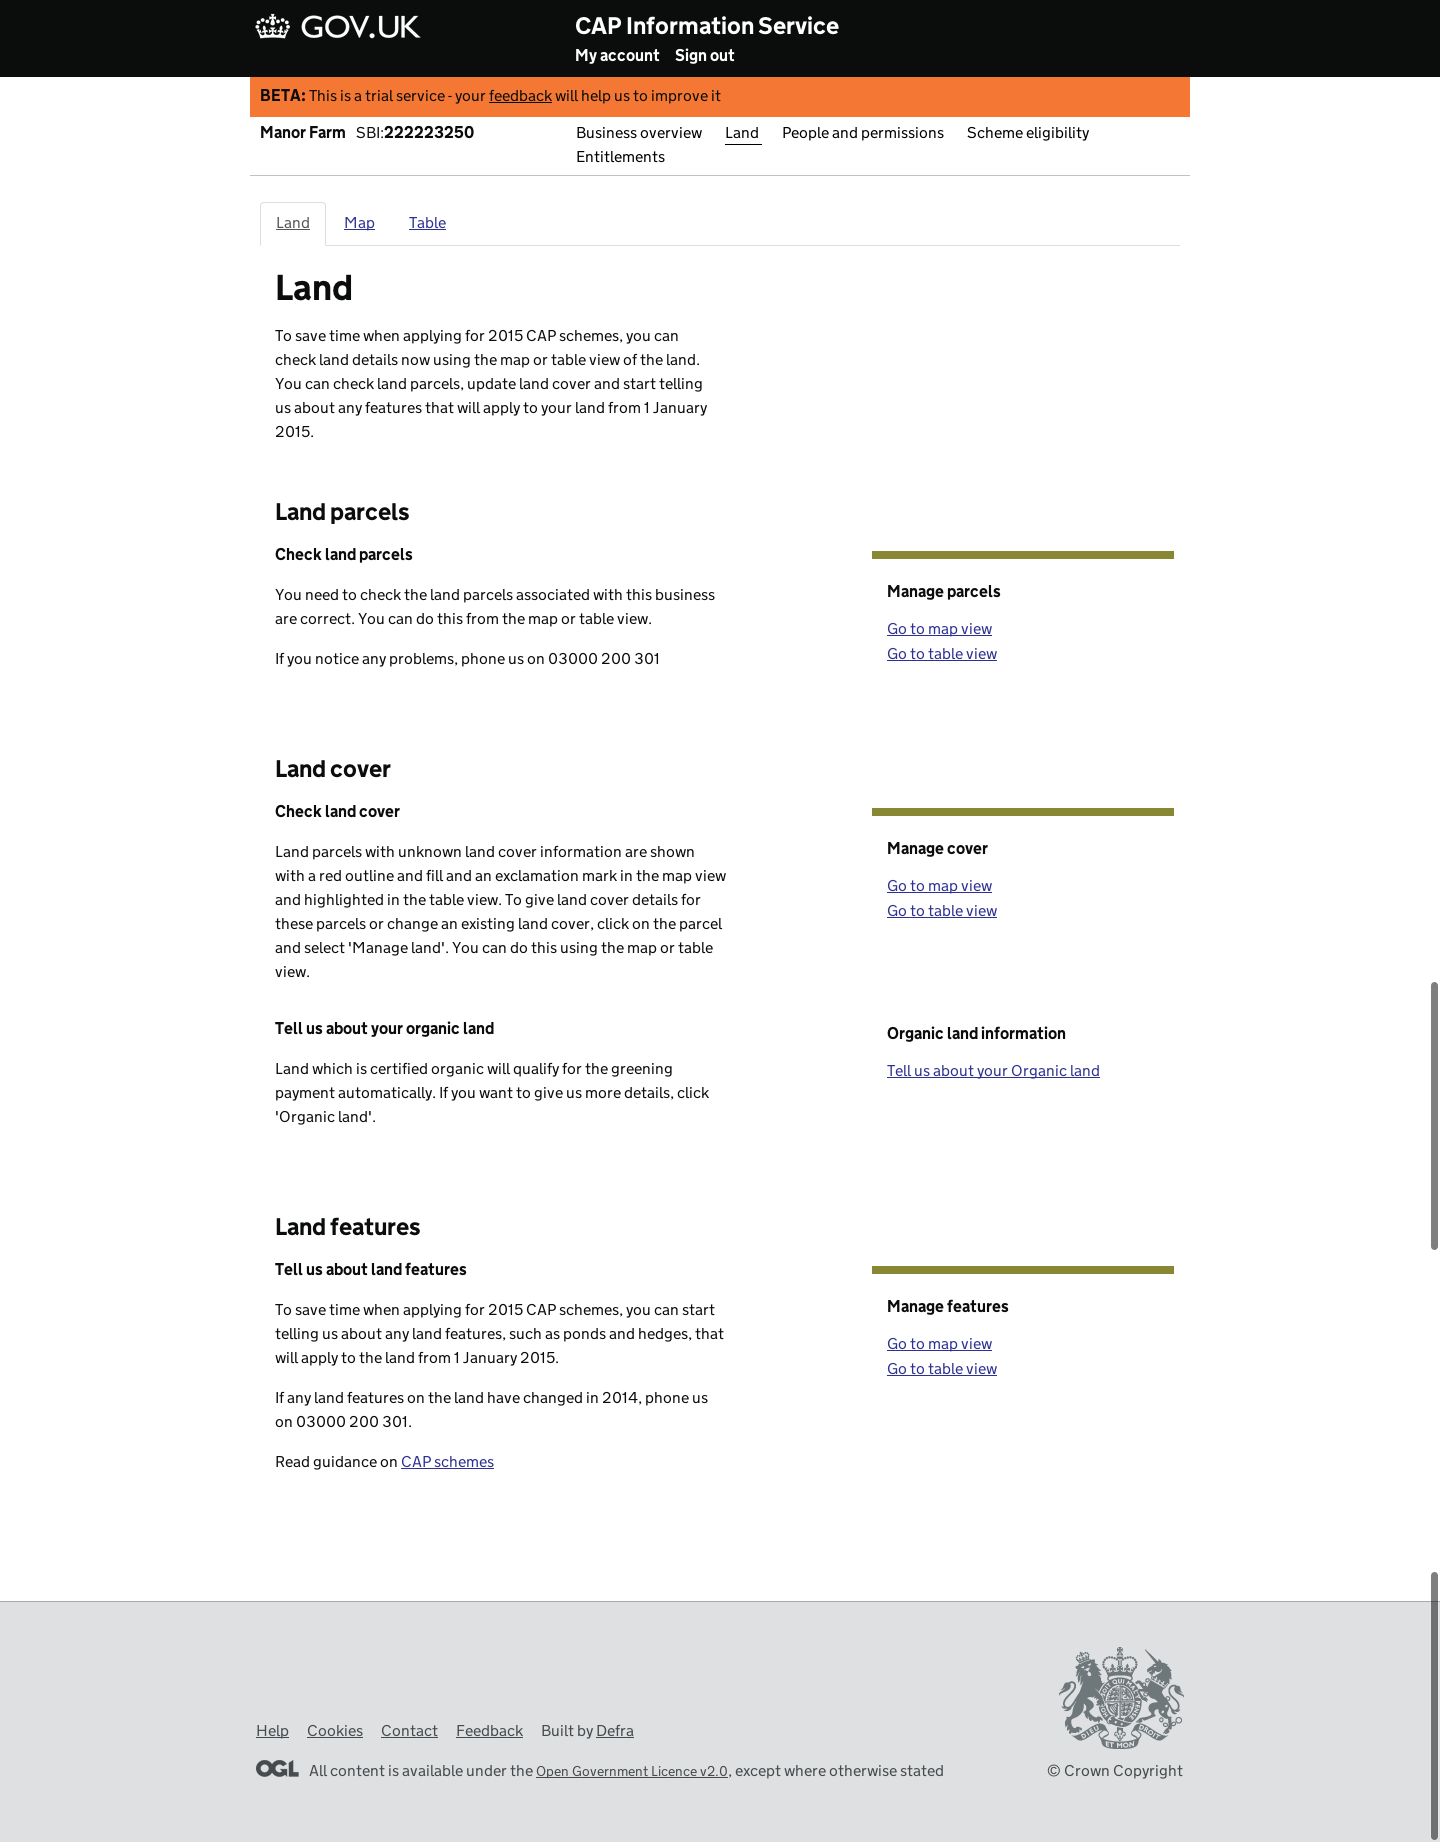 GOV.UK
CAP Information Service
My account Sign out
BETA: This is a trial service - your feedback will help us to improve it
Manor Farm SBI:222223250
Business overview Land People and permissions Scheme eligibility
Entitlements
Land Map Table
Land
To save time when applying for 2015 CAP schemes, you can
check land details now using the map or table view of the land.
You can check land parcels, update land cover and start telling
us about any features that will apply to your land from 1 January
2015.
Land parcels
Check land parcels
You need to check the land parcels associated with this business
are correct. You can do this from the map or table view.
If you notice any problems, phone us on 03000 200 301
Manage parcels
Go to map view
Go to table view
Land cover
Check land cover
Land parcels with unknown land cover information are shown
with a red outline and fill and an exclamation mark in the map view
and highlighted in the table view. To give land cover details for
these parcels or change an existing land cover, click on the parcel
and select 'Manage land'. You can do this using the map or table
view.
Manage cover
Go to map view
Go to table view
Tell us about your organic land
Land which is certified organic will qualify for the greening
payment automatically. If you want to give us more details, click
'Organic land'.
Organic land information
Tell us about your Organic land
Land features
Tell us about land features
To save time when applying for 2015 CAP schemes, you can start
telling us about any land features, such as ponds and hedges, that
will apply to the land from 1 January 2015.
If any land features on the land have changed in 2014, phone us
on 03000 200 301.
Read guidance on CAP schemes
Manage features
Go to map view
Go to table view
Help Cookies Contact Feedback Built by Defra
OGL All content is available under the Open Government Licence v2.0, except where otherwise stated
DIEU ET MON DROIT
© Crown Copyright